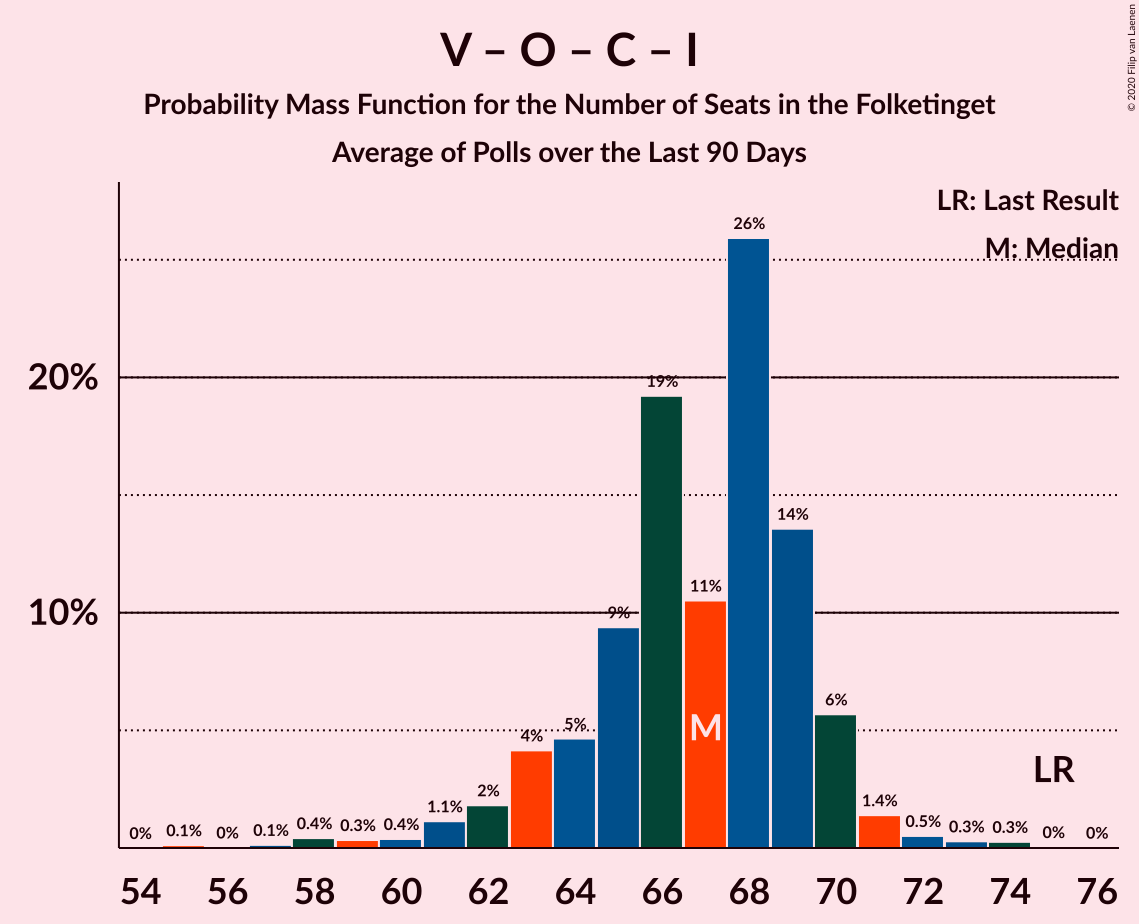 V – O – C – I
Probability Mass Function for the Number of Seats in the Folketinget
Average of Polls over the Last 90 Days
© 2020 Filip van Laenen
LR: Last Result
M: Median
20%
10%
0%
0.1%
0%
0.1%
0.4%
0.3%
0.4%
1.1%
2%
4%
5%
9%
19%
11%
26%
14%
6%
1.4%
0.5%
0.3%
0.3%
0%
0%
M
LR
54 56 58 60 62 64 66 68 70 72 74 76